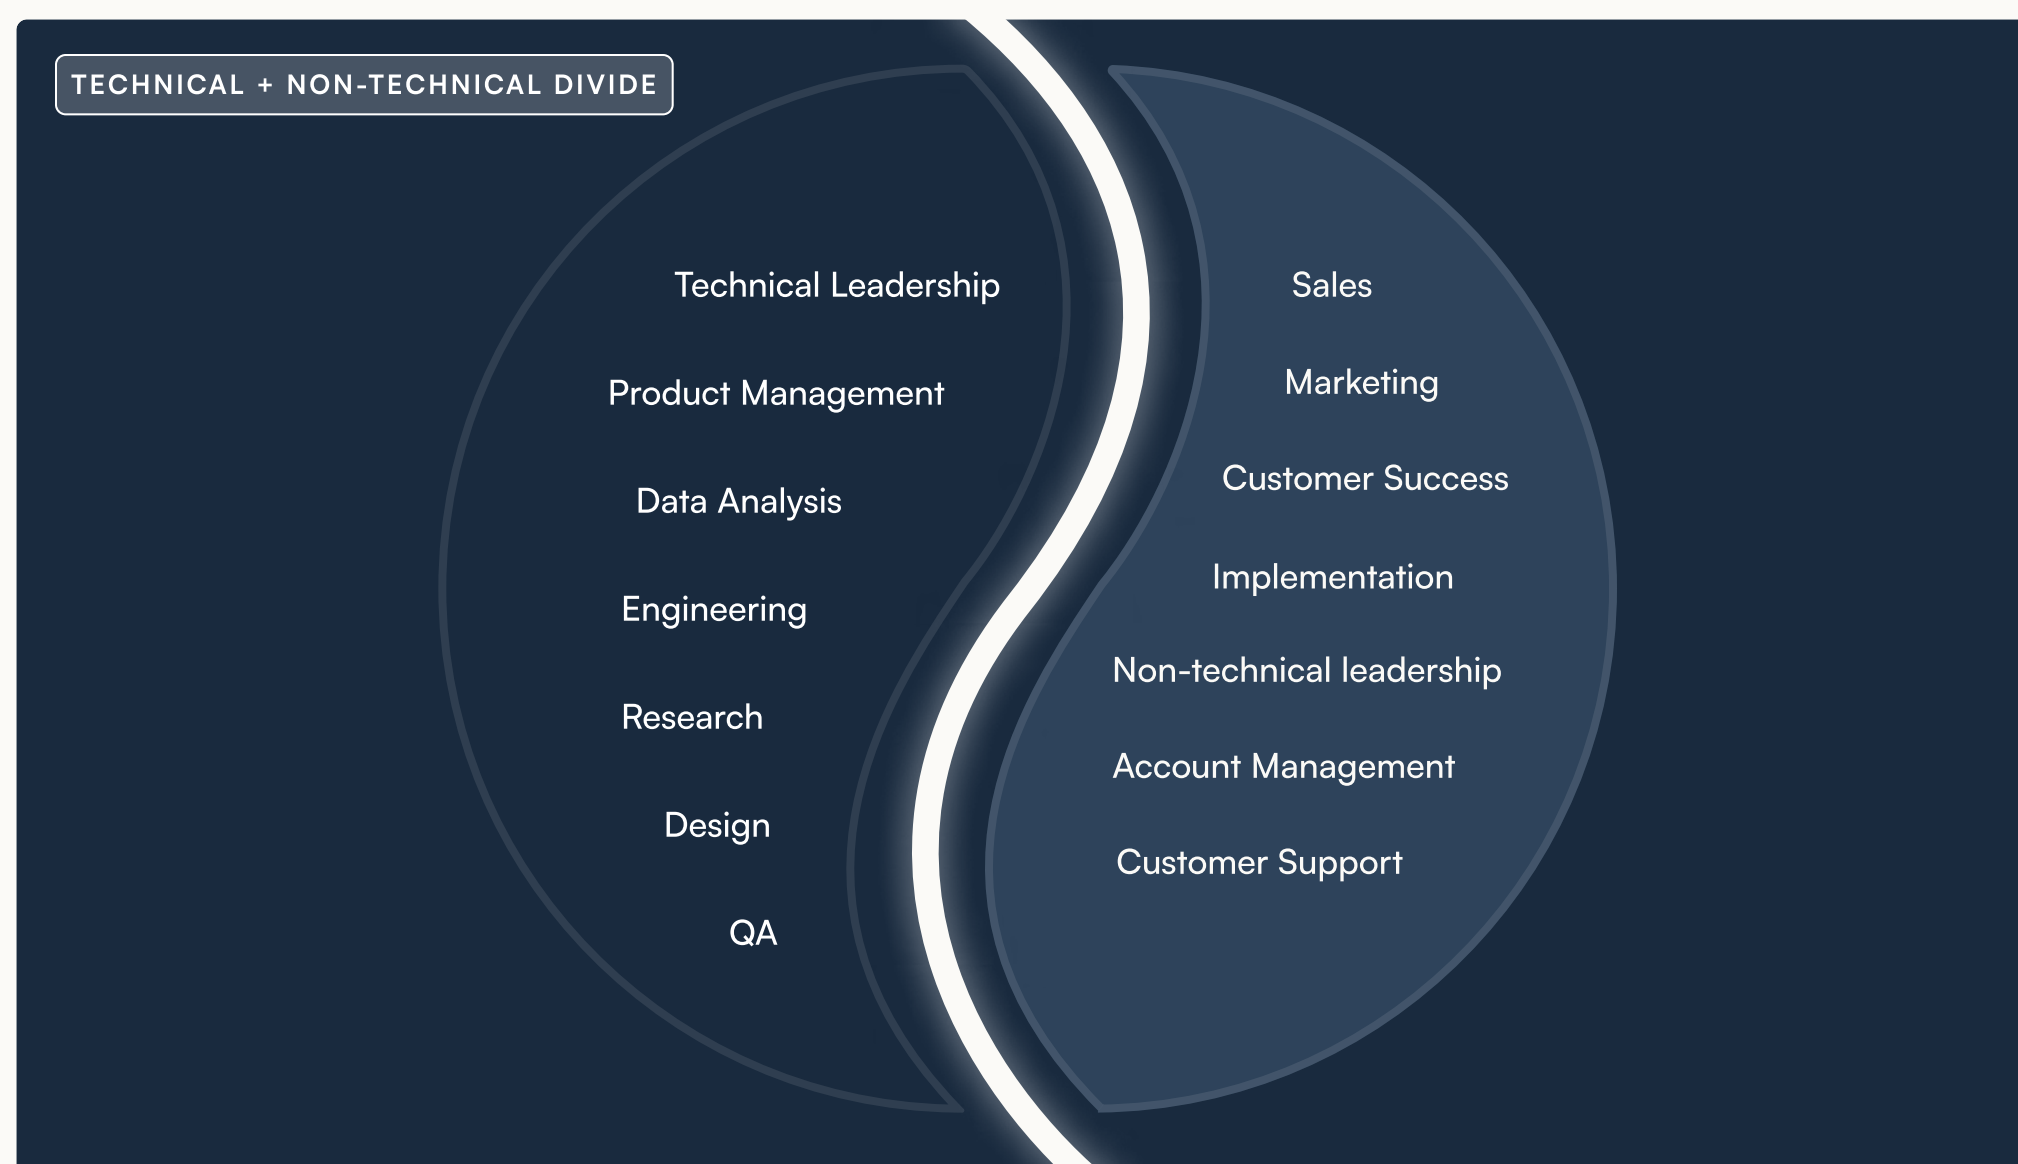 TECHNICAL + NON-TECHNICAL DIVIDE
Technical Leadership
Product Management
Data Analysis
Engineering
Research
Design
QA
Sales
Marketing
Customer Success
Implementation
Non-technical leadership
Account Management
Customer Support